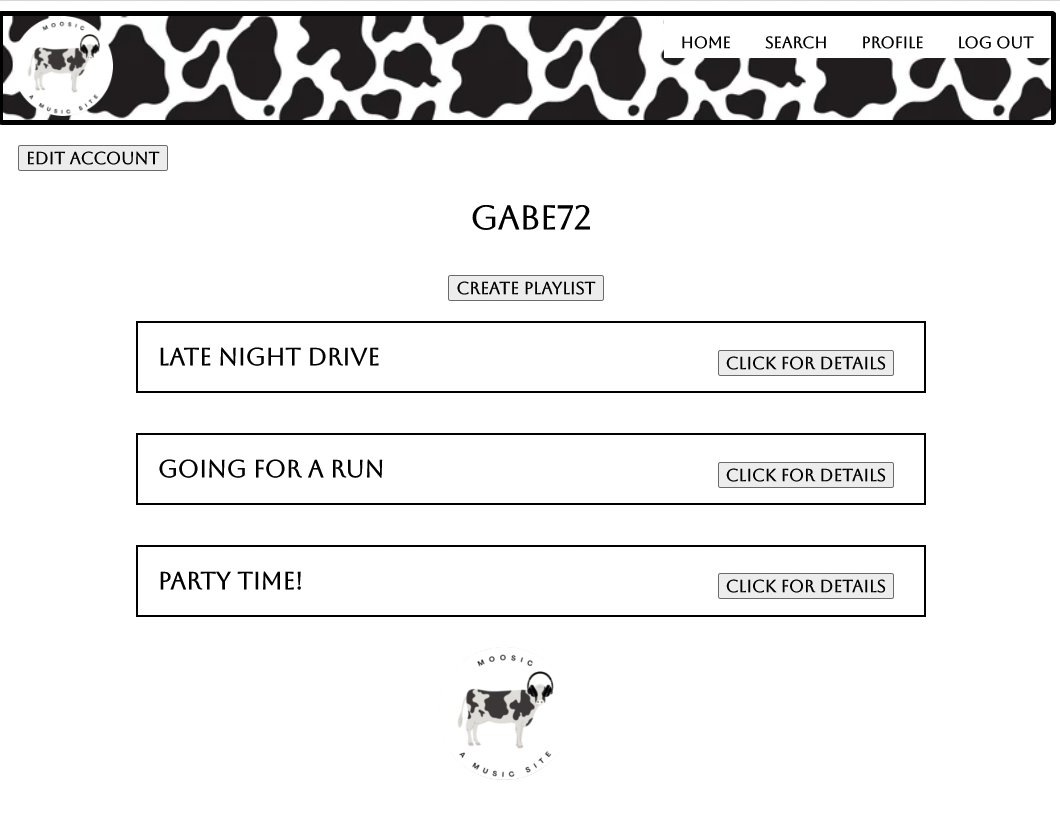 MOOSIC
A MUSIC SITE
HOME SEARCH PROFILE LOG OUT
EDIT ACCOUNT
GABE72
CREATE PLAYLIST
LATE NIGHT DRIVE CLICK FOR DETAILS
GOING FOR A RUN CLICK FOR DETAILS
PARTY TIME! CLICK FOR DETAILS
MOOSIC
A MUSIC SITE